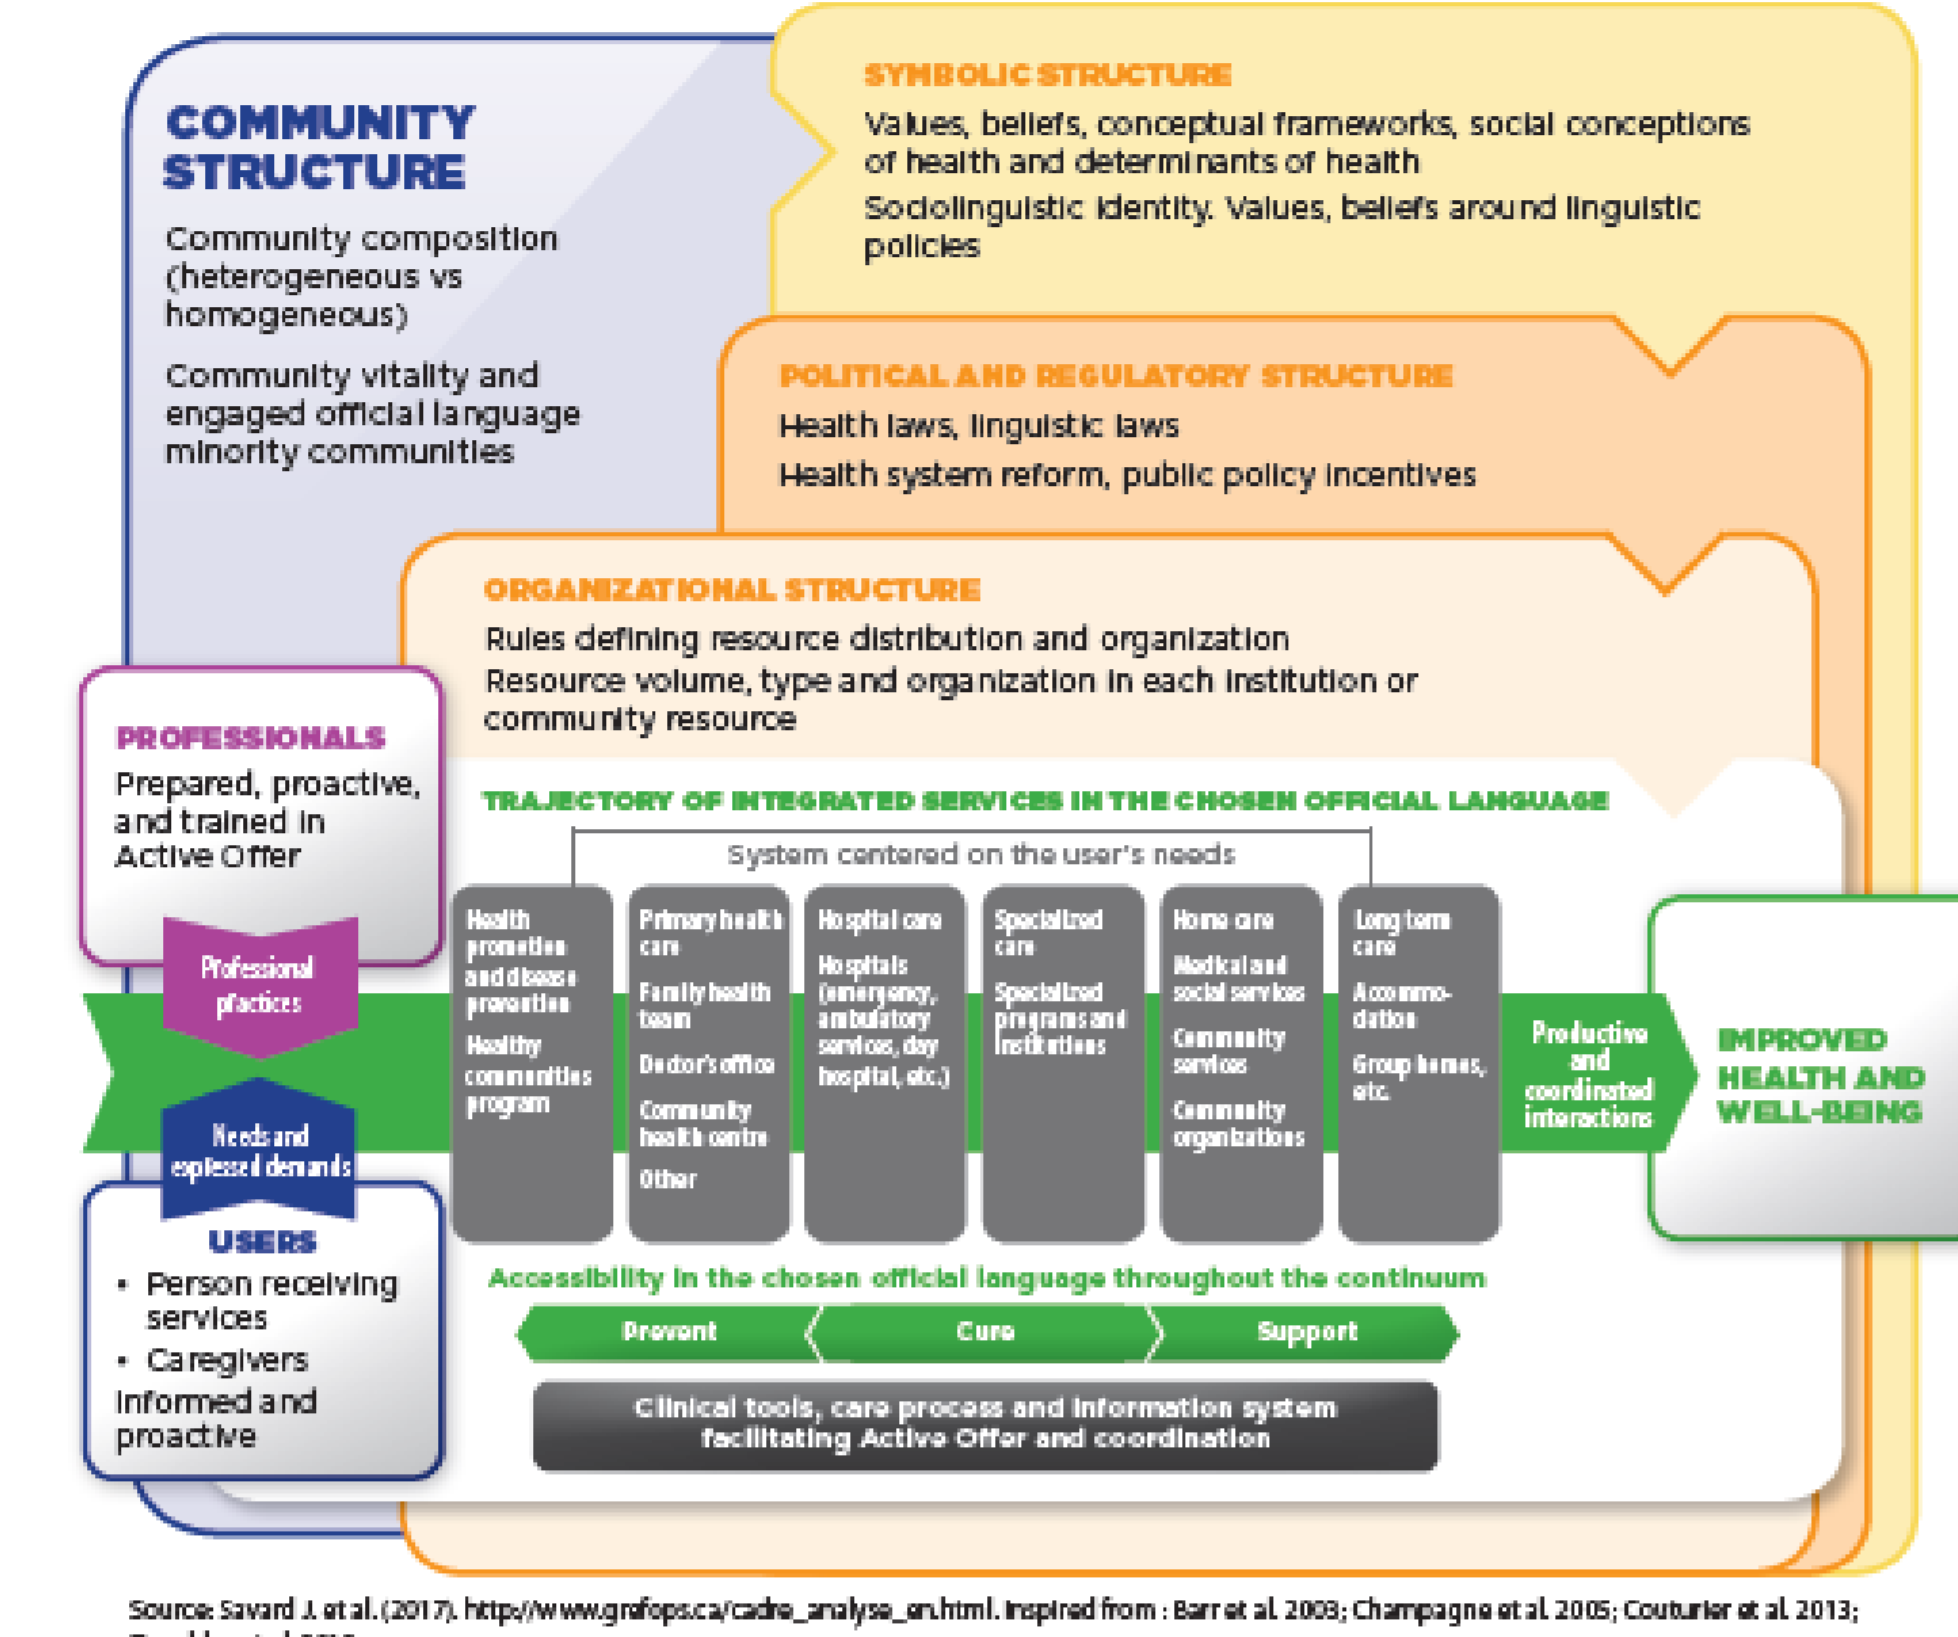 COMMUNITY
STRUCTURE
Community composition
(heterogeneous vs
homogeneous)
Community vitality and
engaged official language
minority communities
SYMBOLIC STRUCTURE
Values, beliefs, conceptual frameworks, social conceptions
of health and determinants of health
Sociolinguistic identity. Values, beliefs around linguistic
policies
POLITICAL AND REGULATORY STRUCTURE
Health laws, linguistic laws
Health system reform, public policy incentives
ORGANIZATIONAL STRUCTURE
Rules defining resource distribution and organization
Resource volume, type and organization in each institution or
community resource
PROFESSIONALS
Prepared, proactive,
and trained in
Active Offer
Professional
practices
Needs and
expressed demands
USERS
• Person receiving
services
• Caregivers
Informed and
proactive
TRAJECTORY OF INTEGRATED SERVICES IN THE CHOSEN OFFICIAL LANGUAGE
System centered on the user's needs
Health
promotion
and disease
prevention
Healthy
communities
program
Primary health
care
Family health
team
Doctor's office
Community
health centre
Other
Hospital care
Hospitals
(emergency,
ambulatory
services, day
hospital, etc.)
Specialized
care
Specialized
programs and
institutions
Home care
Medical and
social services
Community
services
Community
organizations
Long term
care
Accommo-
dation
Group homes,
etc.
Productive
and
coordinated
interactions
IMPROVED
HEALTH AND
WELL-BEING
Accessibility in the chosen official language throughout the continuum
Prevent
Cure
Support
Clinical tools, care process and information system
facilitating Active Offer and coordination
Source: Savard J. et al. (2017). http://www.grefops.ca/cadre_analyse_en.html. Inspired from : Barr et al. 2003; Champagne et al. 2005; Couturier et al. 2013;